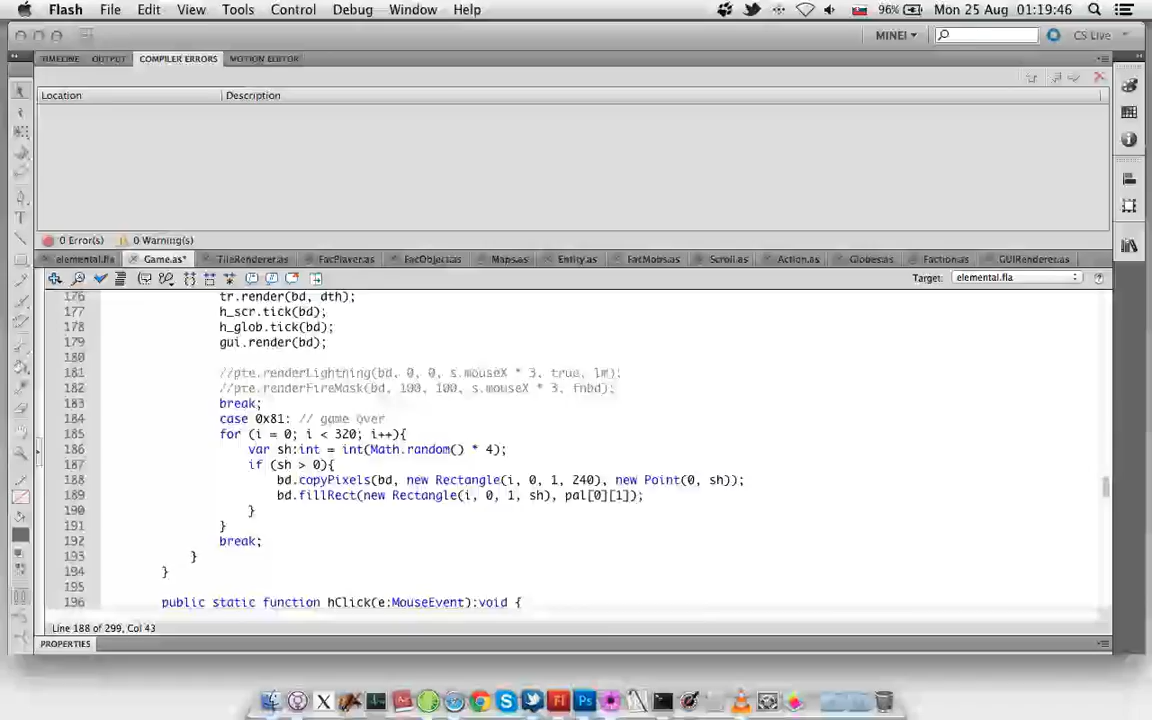 Flash File Edit View Tools Control Debug Window Help 96% Mon 25 Aug 01:19:46
MINEI CS Live
TIMELINE OUTPUT COMPILER ERRORS MOTION EDITOR
Location Description
0 Error(s) 0 Warning(s)
elemental.fla Game.as* TileRenderer.as FacPlayer.as FacObject.as Maps.as Entity.as FacMobs.as Scroll.as Action.as Globes.as Faction.as GUIRenderer.as
Target: elemental.fla
176 tr.render(bd, dth);
177 h_scr.tick(bd);
178 h_glob.tick(bd);
179 gui.render(bd);
180
181 //pte.renderLightning(bd, 0, 0, s.mouseX * 3, true, lm);
182 //pte.renderFireMask(bd, 100, 100, s.mouseX * 3, fnbd);
183 break;
184 case 0x81: // game over
185 for (i = 0; i < 320; i++){
186 var sh:int = int(Math.random() * 4);
187 if (sh > 0){
188 bd.copyPixels(bd, new Rectangle(i, 0, 1, 240), new Point(0, sh));
189 bd.fillRect(new Rectangle(i, 0, 1, sh), pal[0][1]);
190 }
191 }
192 break;
193 }
194 }
195
196 public static function hClick(e:MouseEvent):void {
Line 188 of 299, Col 43
PROPERTIES